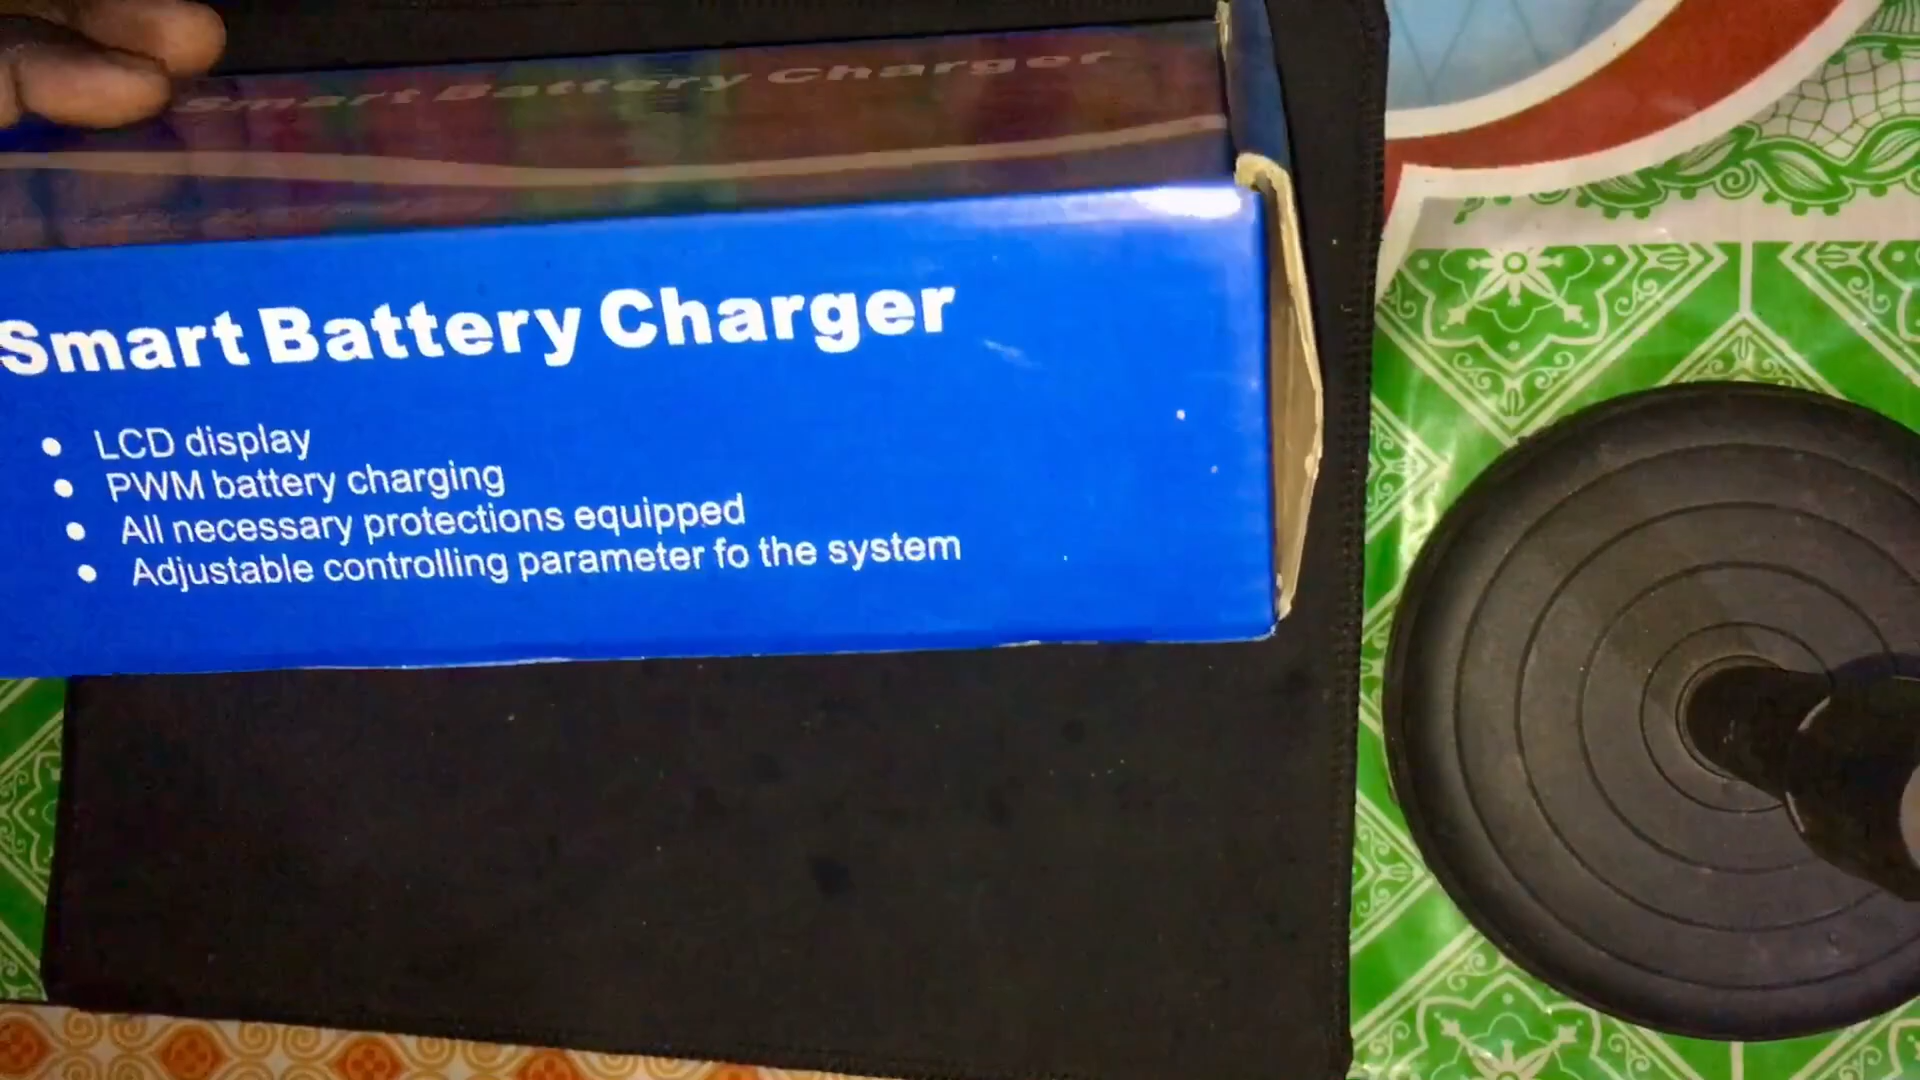 Smart Battery Charger
Smart Battery Charger
LCD display
PWM battery charging
All necessary protections equipped
Adjustable controlling parameter fo the system